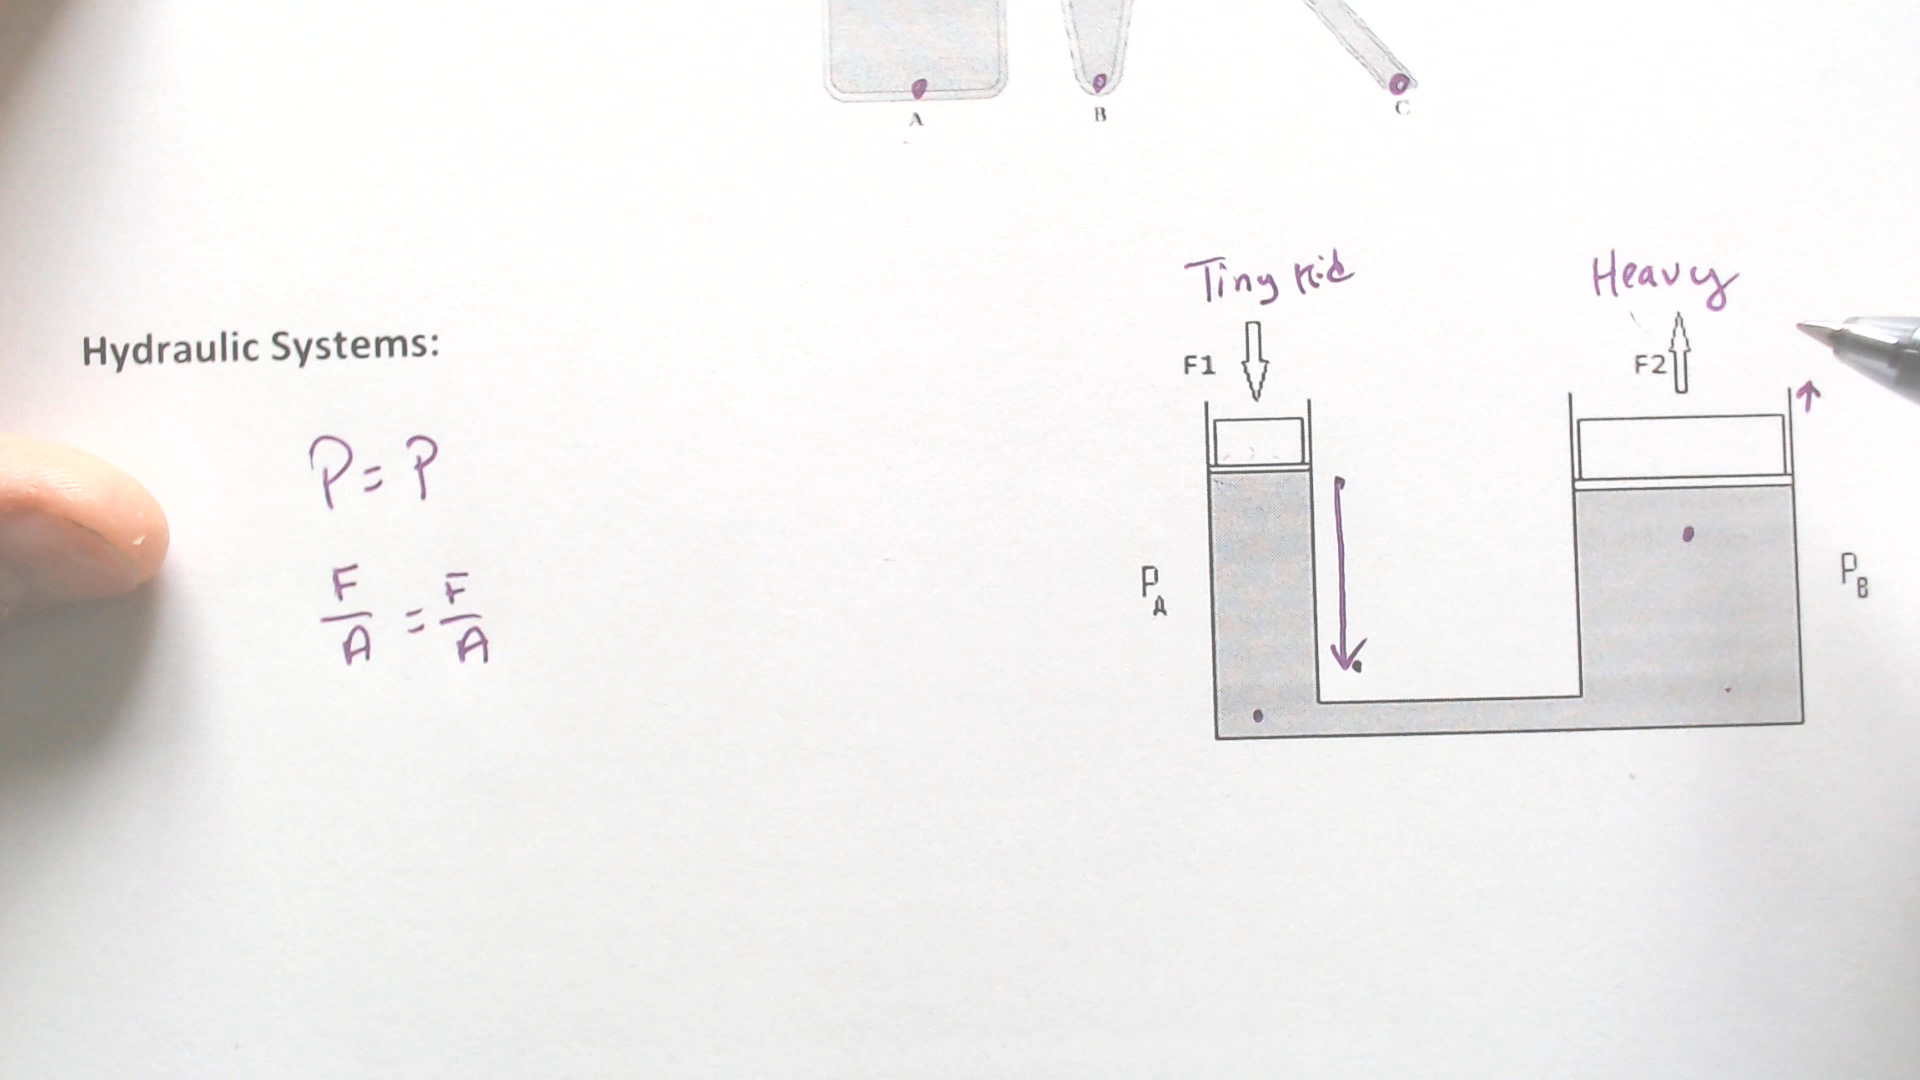 A B C
Tiny kid Heavy
Hydraulic Systems:
F1 F2
P = P
F = F
A A
P_A P_B